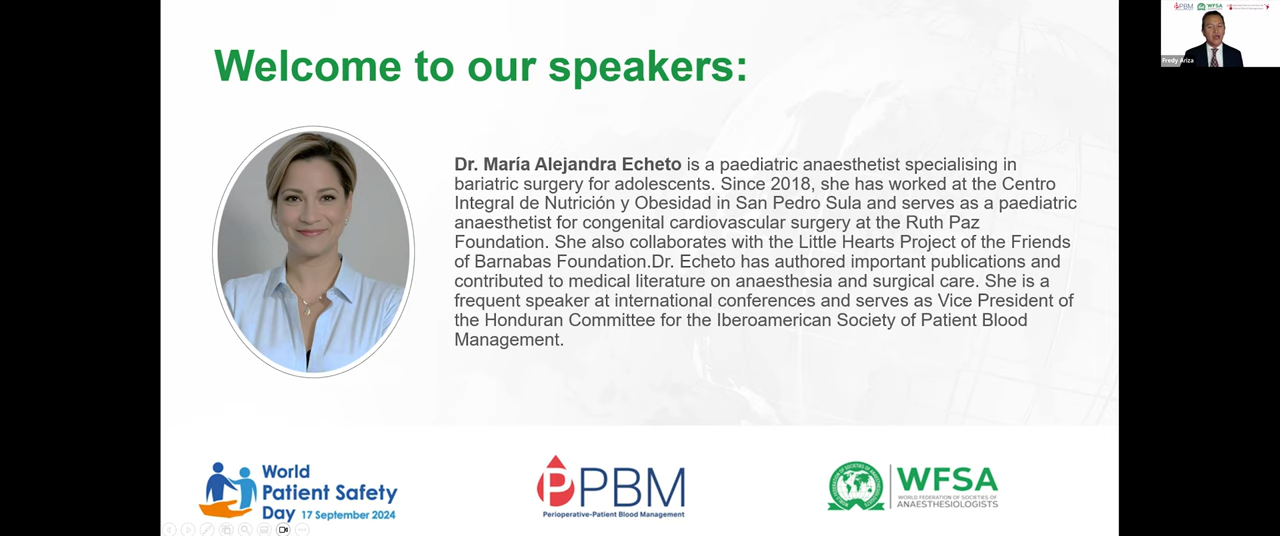 Welcome to our speakers:
Dr. María Alejandra Echeto is a paediatric anaesthetist specialising in
bariatric surgery for adolescents. Since 2018, she has worked at the Centro
Integral de Nutrición y Obesidad in San Pedro Sula and serves as a paediatric
anaesthetist for congenital cardiovascular surgery at the Ruth Paz
Foundation. She also collaborates with the Little Hearts Project of the Friends
of Barnabas Foundation.Dr. Echeto has authored important publications and
contributed to medical literature on anaesthesia and surgical care. She is a
frequent speaker at international conferences and serves as Vice President of
the Honduran Committee for the Iberoamerican Society of Patient Blood
Management.
World
Patient Safety
Day 17 September 2024
PPBM
Perioperative-Patient Blood Management
WFSA
WORLD FEDERATION OF SOCIETIES OF
ANAESTHESIOLOGISTS
PBM
WFSA
Fredy Ariza